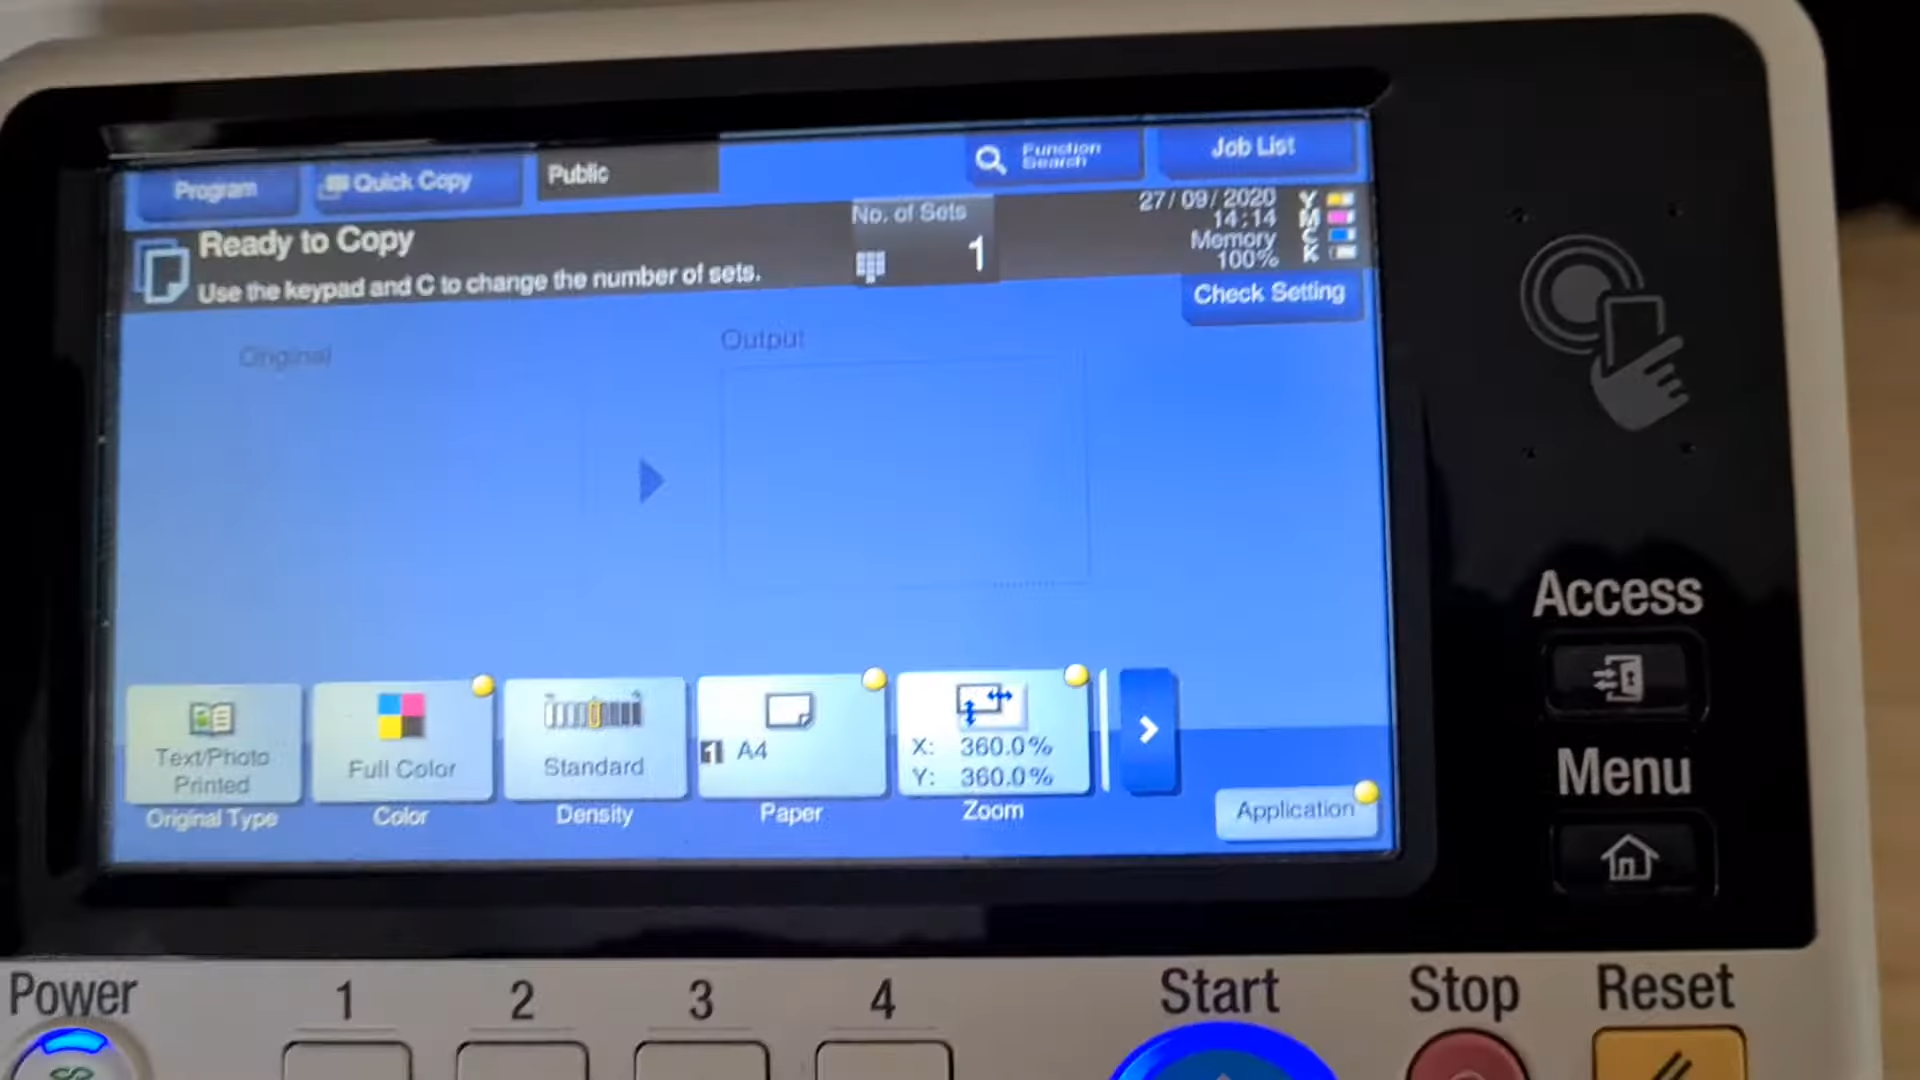 Program
Quick Copy
Public
Function Search
Job List
Ready to Copy
Use the keypad and C to change the number of sets.
No. of Sets
1
27/09/2020
14:14
Memory
100%
Y
M
C
K
Check Setting
Original
Output
Text/Photo
Printed
Original Type
Full Color
Color
Standard
Density
1 A4
Paper
X: 360.0%
Y: 360.0%
Zoom
Application
Access
Menu
Power
1
2
3
4
Start
Stop
Reset